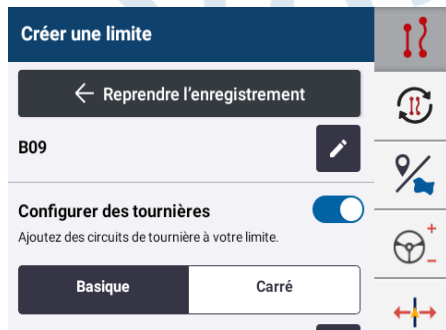 Créer une limite
← Reprendre l’enregistrement
B09
Configurer des tournières
Ajoutez des circuits de tournière à votre limite.
Basique
Carré